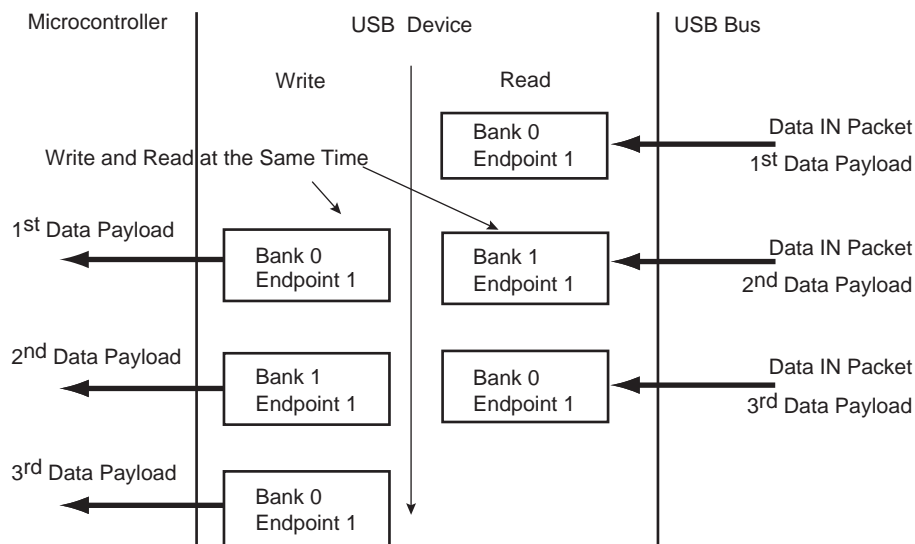 Microcontroller
USB Device
USB Bus
Write
Read
Bank 0
Endpoint 1
Data IN Packet
1st Data Payload
Write and Read at the Same Time
1st Data Payload
Bank 0
Endpoint 1
Bank 1
Endpoint 1
Data IN Packet
2nd Data Payload
2nd Data Payload
Bank 1
Endpoint 1
Bank 0
Endpoint 1
Data IN Packet
3rd Data Payload
3rd Data Payload
Bank 0
Endpoint 1